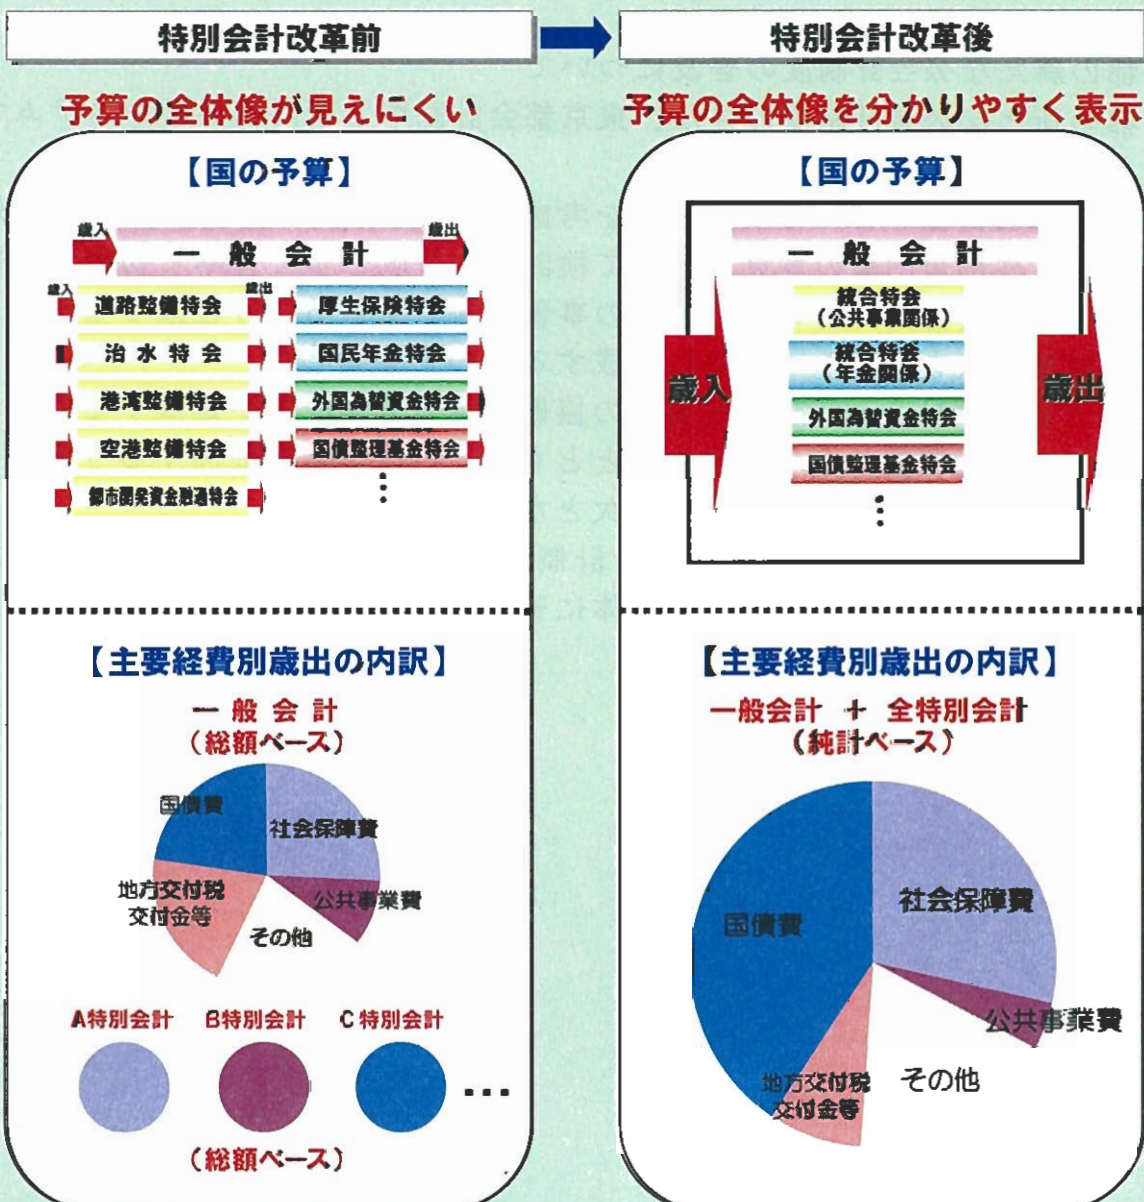 特別会計改革前
予算の全体像が見えにくい
【国の予算】
歳入
一般会計
歳出
歳入
道路整備特会
歳出
厚生保険特会
治水特会
国民年金特会
港湾整備特会
外国為替資金特会
空港整備特会
国債整理基金特会
都市開発資金融通特会
⋮
【主要経費別歳出の内訳】
一般会計
(総額ベース)
国債費
社会保障費
地方交付税
交付金等
公共事業費
その他
A特別会計 B特別会計 C特別会計
・・・
(総額ベース)
特別会計改革後
予算の全体像を分かりやすく表示
【国の予算】
一般会計
歳入
統合特会
(公共事業関係)
統合特会
(年金関係)
外国為替資金特会
国債整理基金特会
⋮
歳出
【主要経費別歳出の内訳】
一般会計 + 全特別会計
(純計ベース)
国債費
社会保障費
公共事業費
地方交付税
交付金等
その他